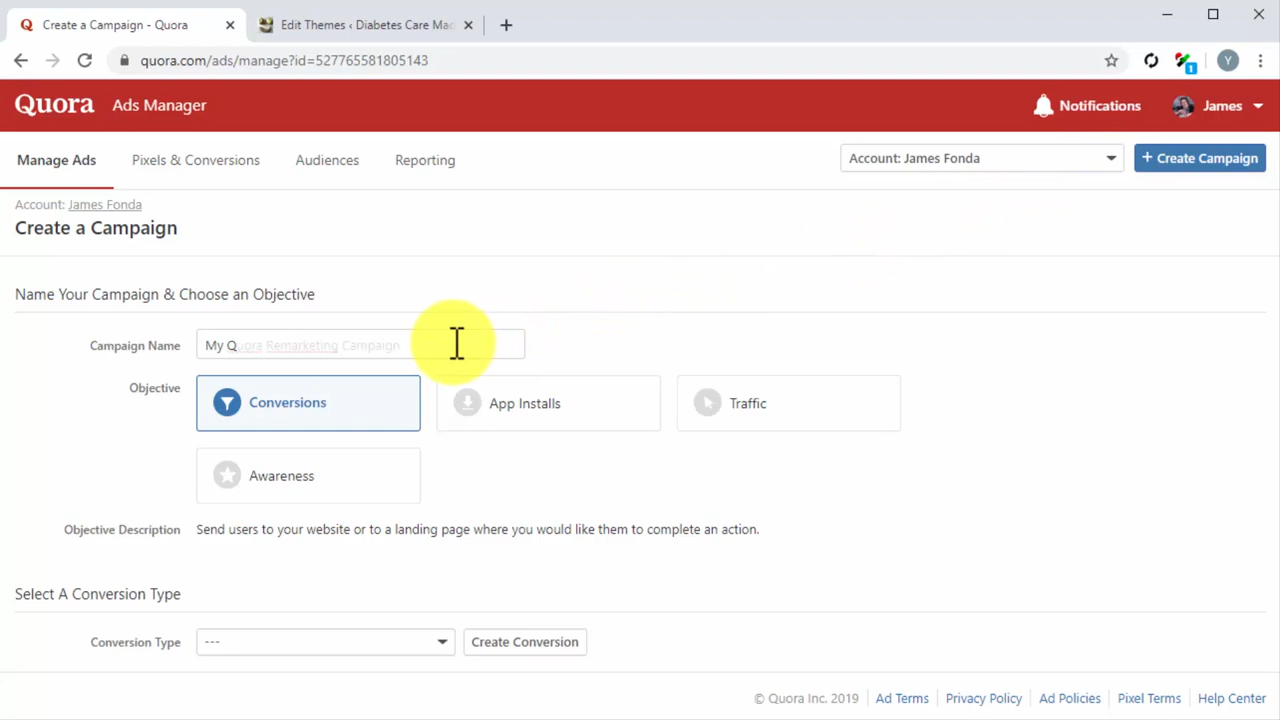 Create a Campaign - Quora
Edit Themes ‹ Diabetes Care Mac
quora.com/ads/manage?id=527765581805143
1
Y
Quora Ads Manager
Notifications
James
Manage Ads
Pixels & Conversions
Audiences
Reporting
Account: James Fonda
+ Create Campaign
Account: James Fonda
Create a Campaign
Name Your Campaign & Choose an Objective
Campaign Name
My Quora Remarketing Campaign
Objective
Conversions
App Installs
Traffic
Awareness
Objective Description
Send users to your website or to a landing page where you would like them to complete an action.
Select A Conversion Type
Conversion Type
---
Create Conversion
© Quora Inc. 2019
Ad Terms
Privacy Policy
Ad Policies
Pixel Terms
Help Center